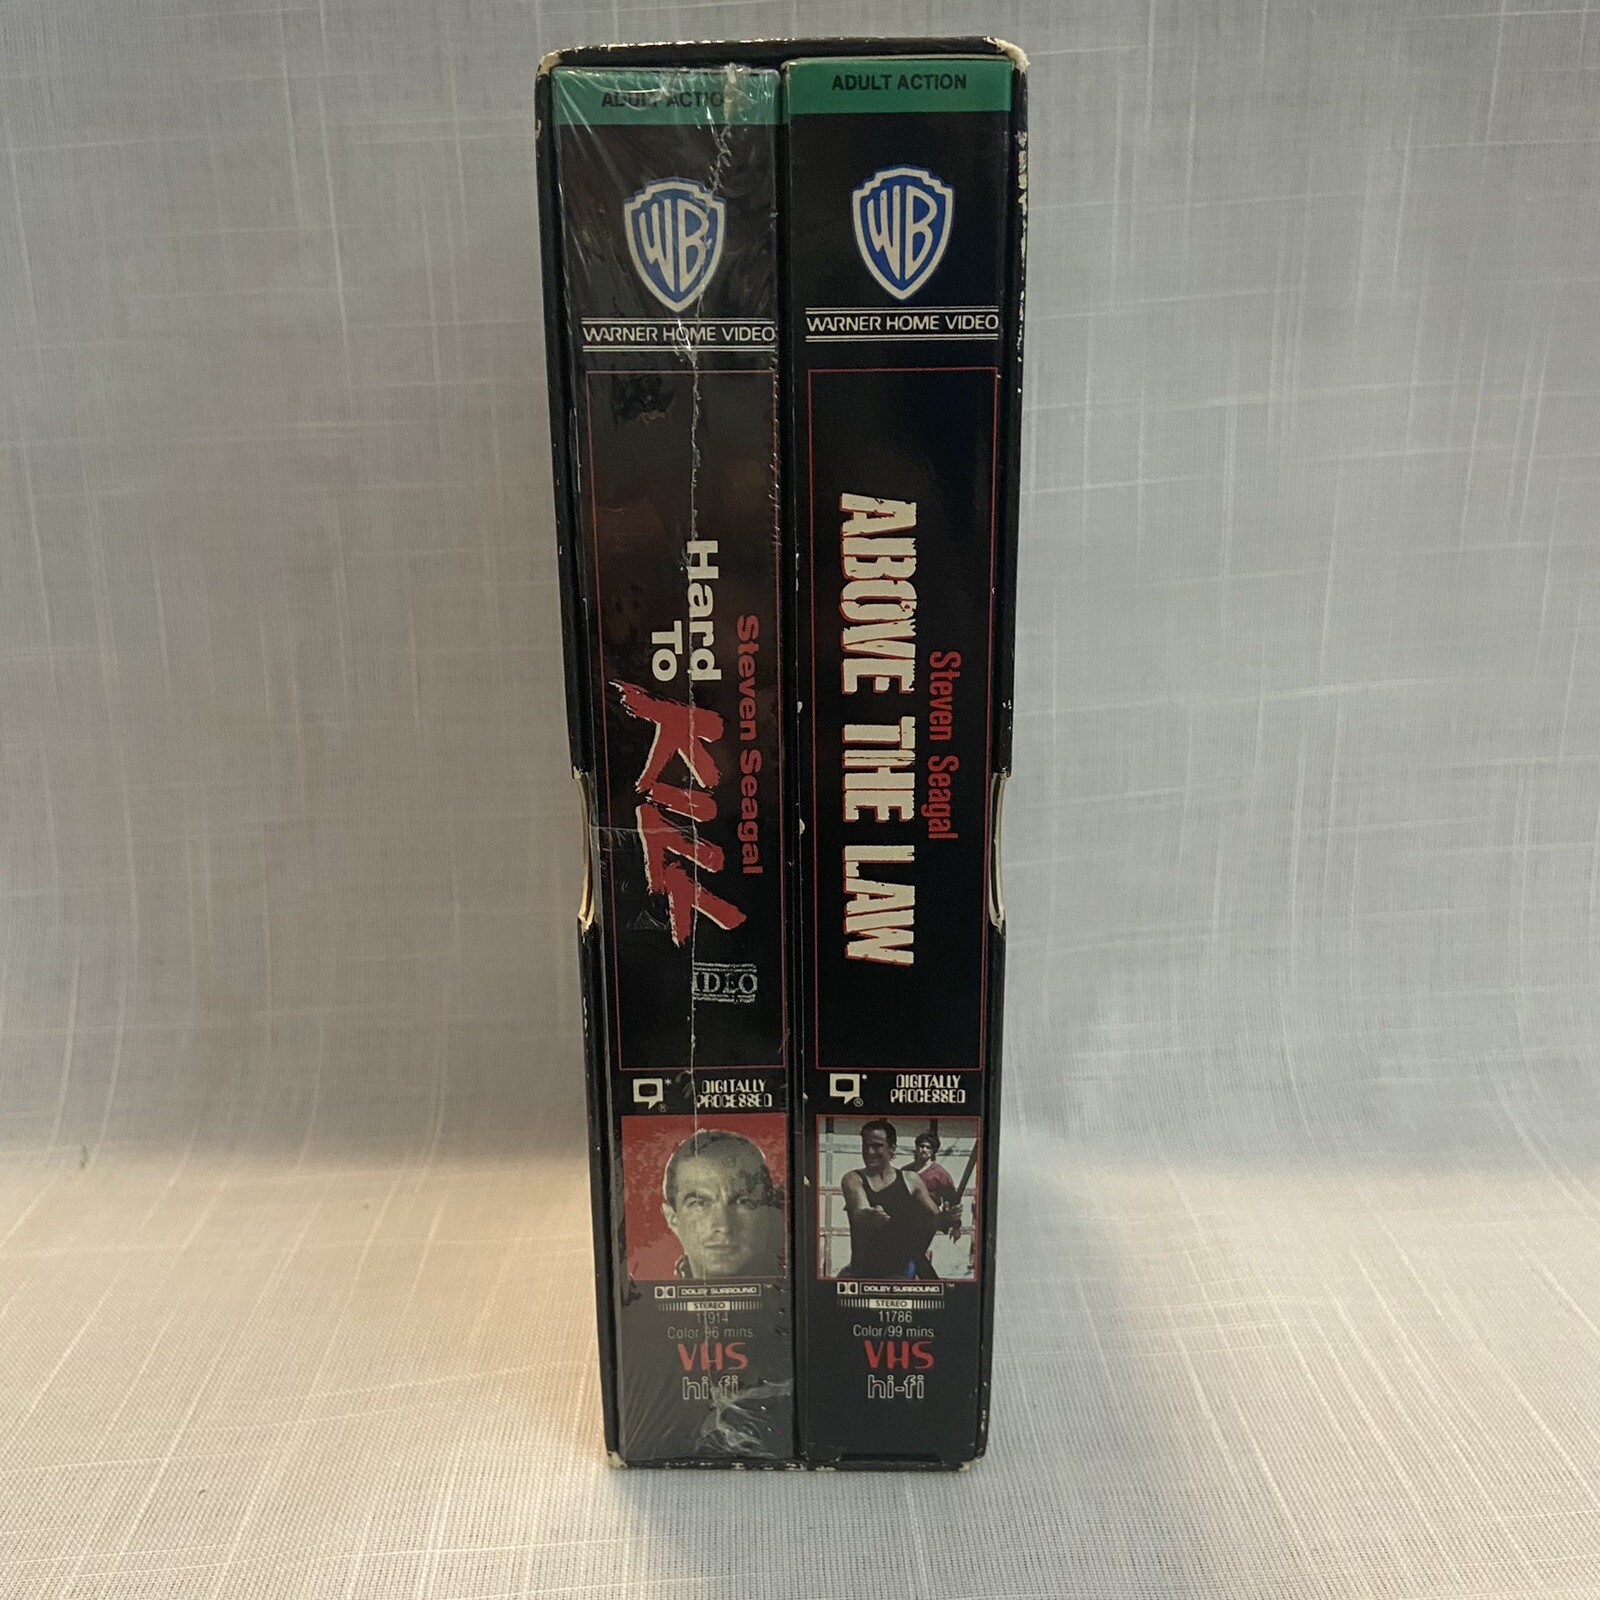 ADULT ACTION
WB
WARNER HOME VIDEO
Steven Seagal
Hard
To
KILL
DIGITALLY
PROCESSED
DOLBY SURROUND
STEREO
11914
Color/96 mins
VHS
hi-fi
ADULT ACTION
WB
WARNER HOME VIDEO
Steven Seagal
ABOVE THE LAW
DIGITALLY
PROCESSED
DOLBY SURROUND
STEREO
11786
Color/99 mins
VHS
hi-fi